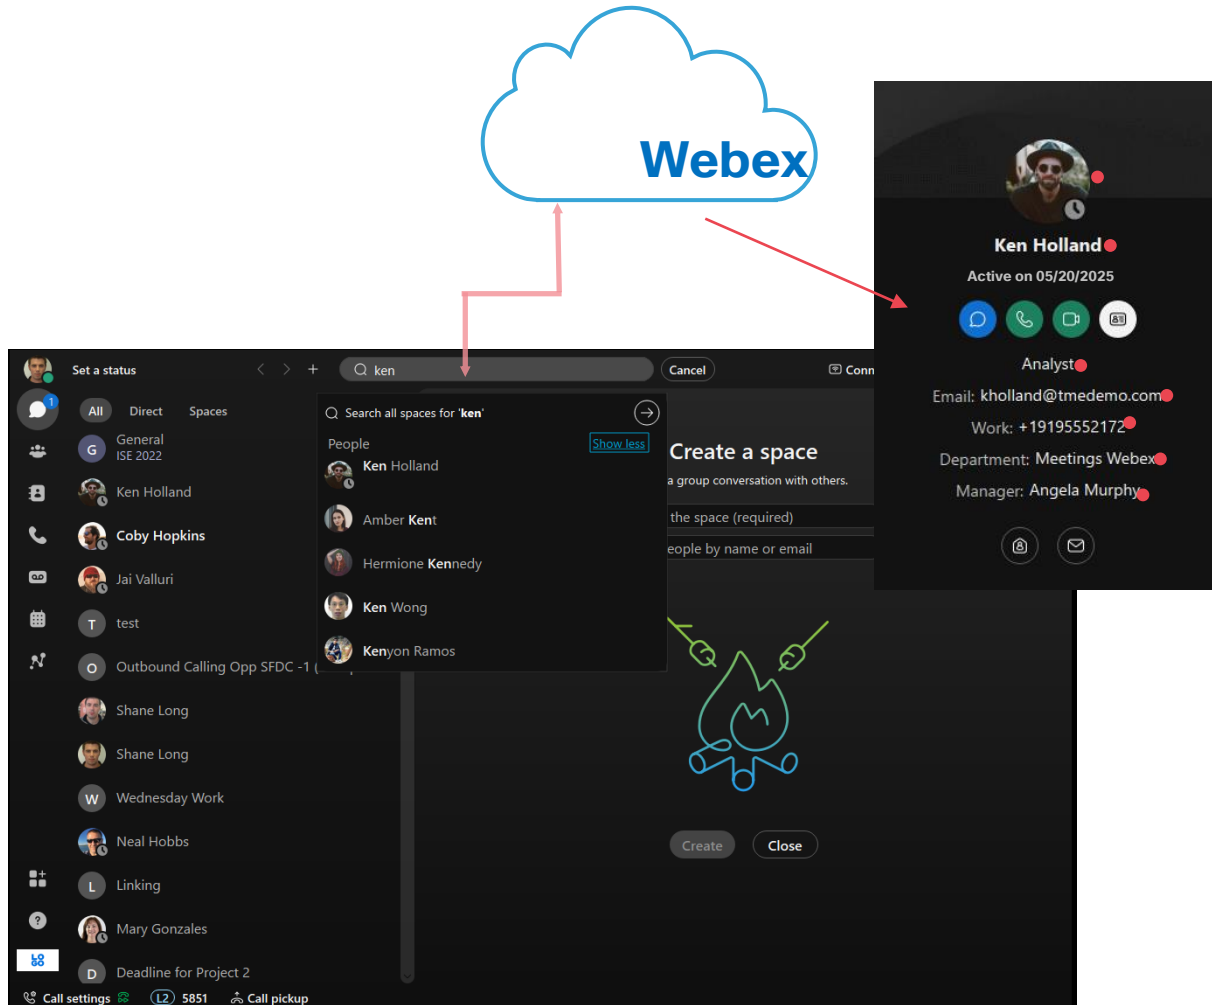 Webex
Ken Holland
Active on 05/20/2025
Analyst
Email: kholland@tmedemo.com
Work: +19195552172
Department: Meetings Webex
Manager: Angela Murphy
Set a status
ken
Cancel
Conn
1
All Direct Spaces
Search all spaces for 'ken'
People Show less
Ken Holland
Amber Kent
Hermione Kennedy
Ken Wong
Kenyon Ramos
G General
ISE 2022
Ken Holland
Coby Hopkins
Jai Valluri
T test
O Outbound Calling Opp SFDC -1 (
Shane Long
Shane Long
W Wednesday Work
Neal Hobbs
L Linking
Mary Gonzales
D Deadline for Project 2
Create a space
a group conversation with others.
the space (required)
eople by name or email
Create Close
Call settings L2 5851 Call pickup